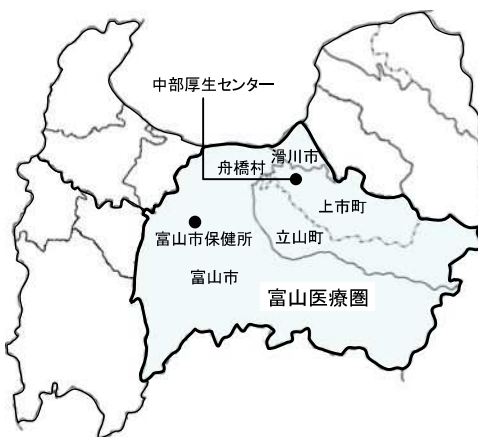 中部厚生センター
滑川市
舟橋村
上市町
富山市保健所
立山町
富山市
富山医療圏